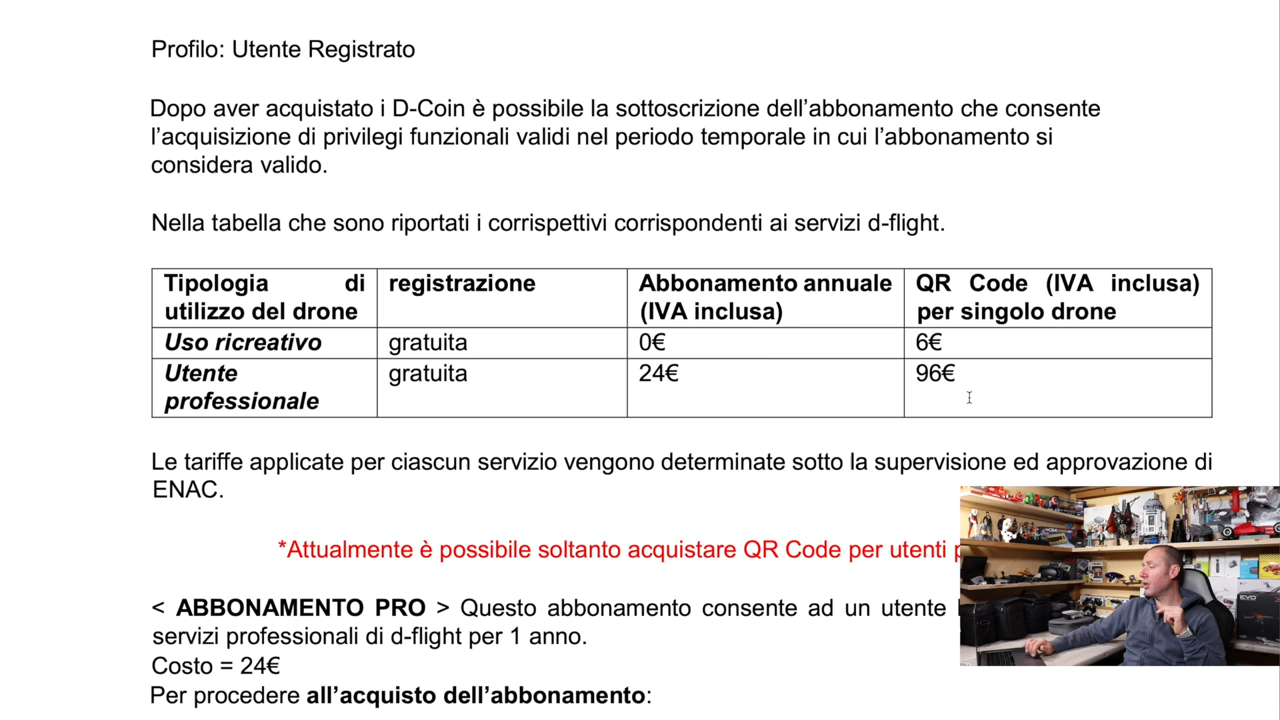 Profilo: Utente Registrato
Dopo aver acquistato i D-Coin è possibile la sottoscrizione dell'abbonamento che consente
l'acquisizione di privilegi funzionali validi nel periodo temporale in cui l'abbonamento si
considera valido.
Nella tabella che sono riportati i corrispettivi corrispondenti ai servizi d-flight.
Tipologia di utilizzo del drone | registrazione | Abbonamento annuale (IVA inclusa) | QR Code (IVA inclusa) per singolo drone
Uso ricreativo | gratuita | 0€ | 6€
Utente professionale | gratuita | 24€ | 96€
Le tariffe applicate per ciascun servizio vengono determinate sotto la supervisione ed approvazione di
ENAC.
*Attualmente è possibile soltanto acquistare QR Code per utenti
< ABBONAMENTO PRO > Questo abbonamento consente ad un utente
servizi professionali di d-flight per 1 anno.
Costo = 24€
Per procedere all'acquisto dell'abbonamento:
EVO